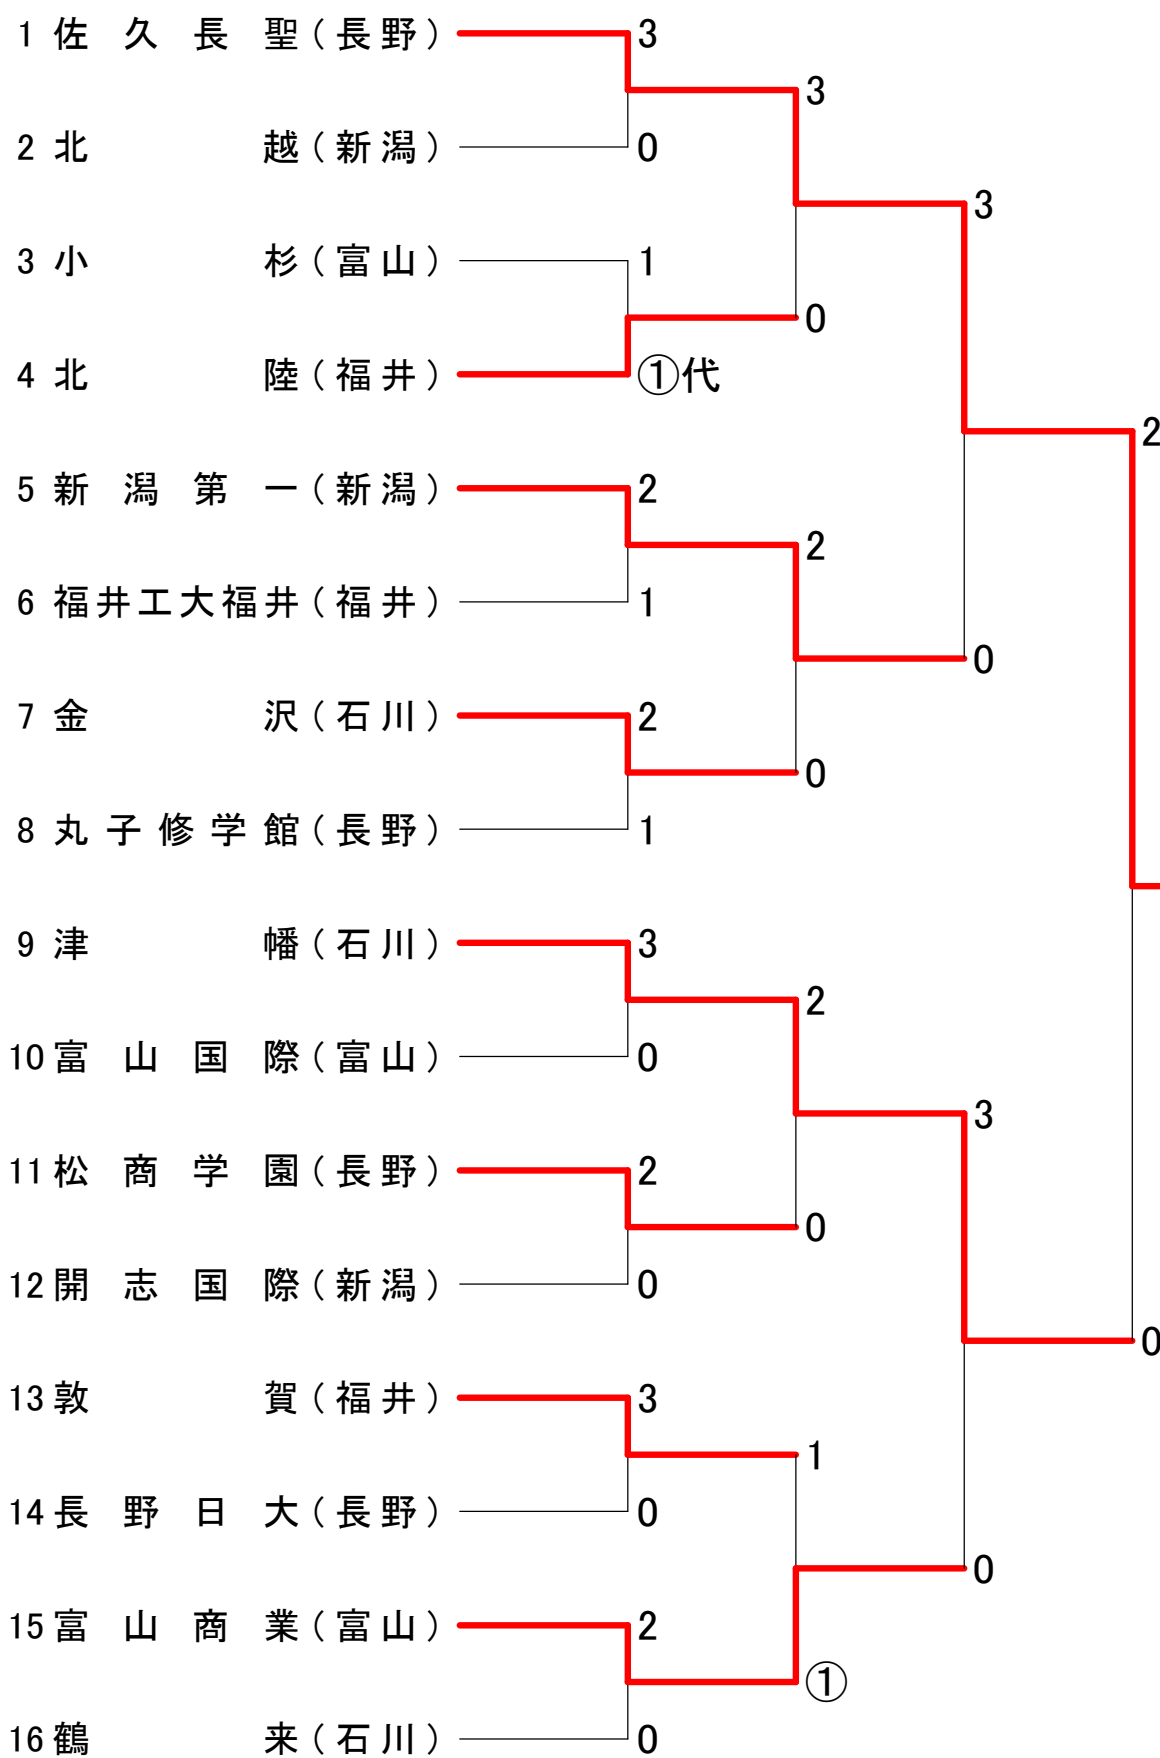 1 佐久長聖(長野) 3
3
2 北越(新潟) 0
3
3 小杉(富山) 1
0
4 北陸(福井) ①代
2
5 新潟第一(新潟) 2
2
6 福井工大福井(福井) 1
0
7 金沢(石川) 2
0
8 丸子修学館(長野) 1
9 津幡(石川) 3
2
10 富山国際(富山) 0
3
11 松商学園(長野) 2
0
12 開志国際(新潟) 0
0
13 敦賀(福井) 3
1
14 長野日大(長野) 0
0
15 富山商業(富山) 2
①
16 鶴来(石川) 0